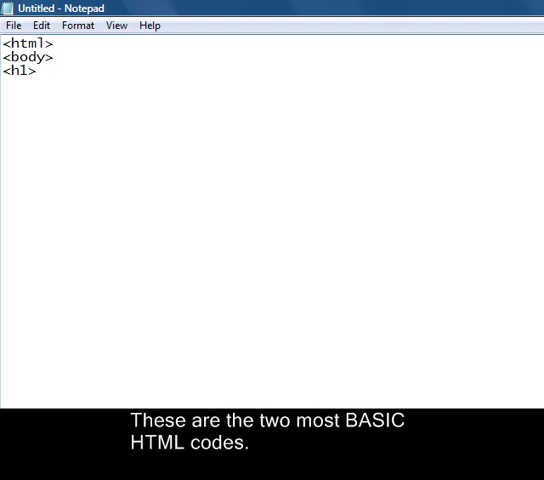 Untitled - Notepad
File Edit Format View Help
<html>
<body>
<h1>
These are the two most BASIC
HTML codes.